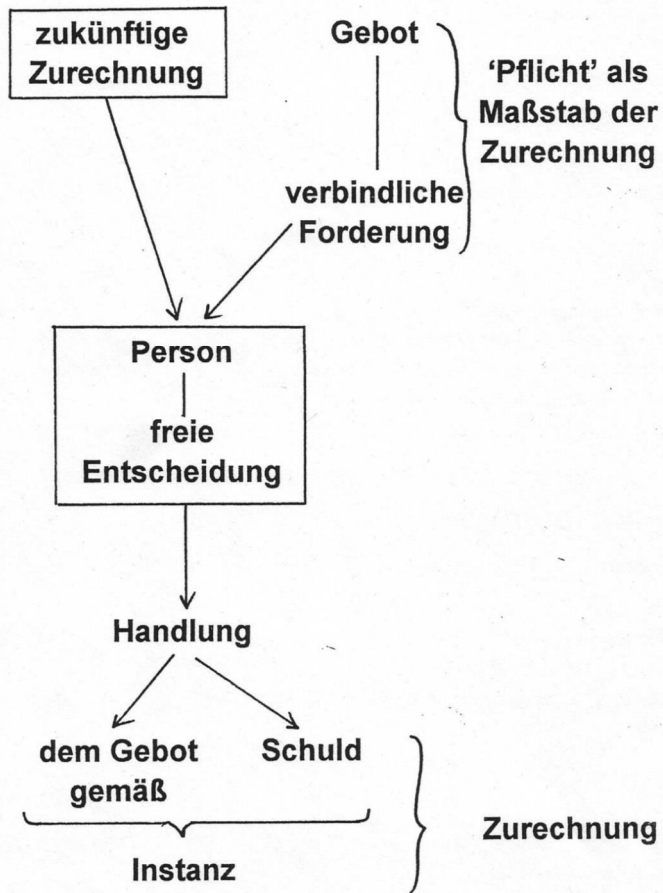 zukünftige
Zurechnung
Gebot
'Pflicht' als
Maßstab der
Zurechnung
verbindliche
Forderung
Person
freie
Entscheidung
Handlung
dem Gebot
gemäß
Schuld
Zurechnung
Instanz